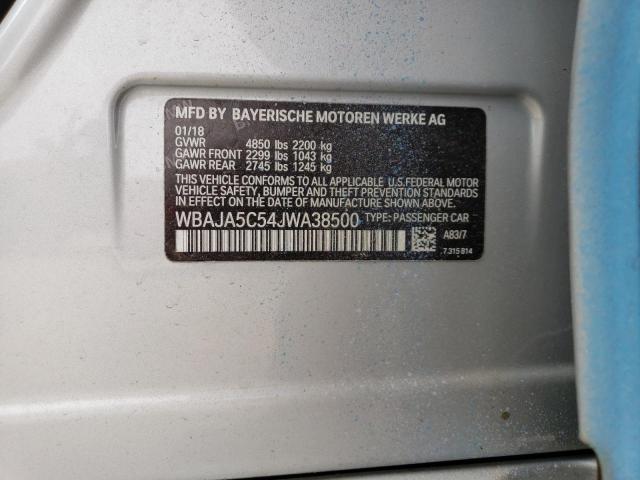 MFD BY BAYERISCHE MOTOREN WERKE AG
01/18
GVWR 4850 lbs 2200 kg
GAWR FRONT 2299 lbs 1043 kg
GAWR REAR 2745 lbs 1245 kg
THIS VEHICLE CONFORMS TO ALL APPLICABLE U.S.FEDERAL MOTOR
VEHICLE SAFETY, BUMPER AND THEFT PREVENTION STANDARDS
IN EFFECT ON THE DATE OF MANUFACTURE SHOWN ABOVE.
WBAJA5C54JWA38500 TYPE: PASSENGER CAR
A83/7
7 315 814